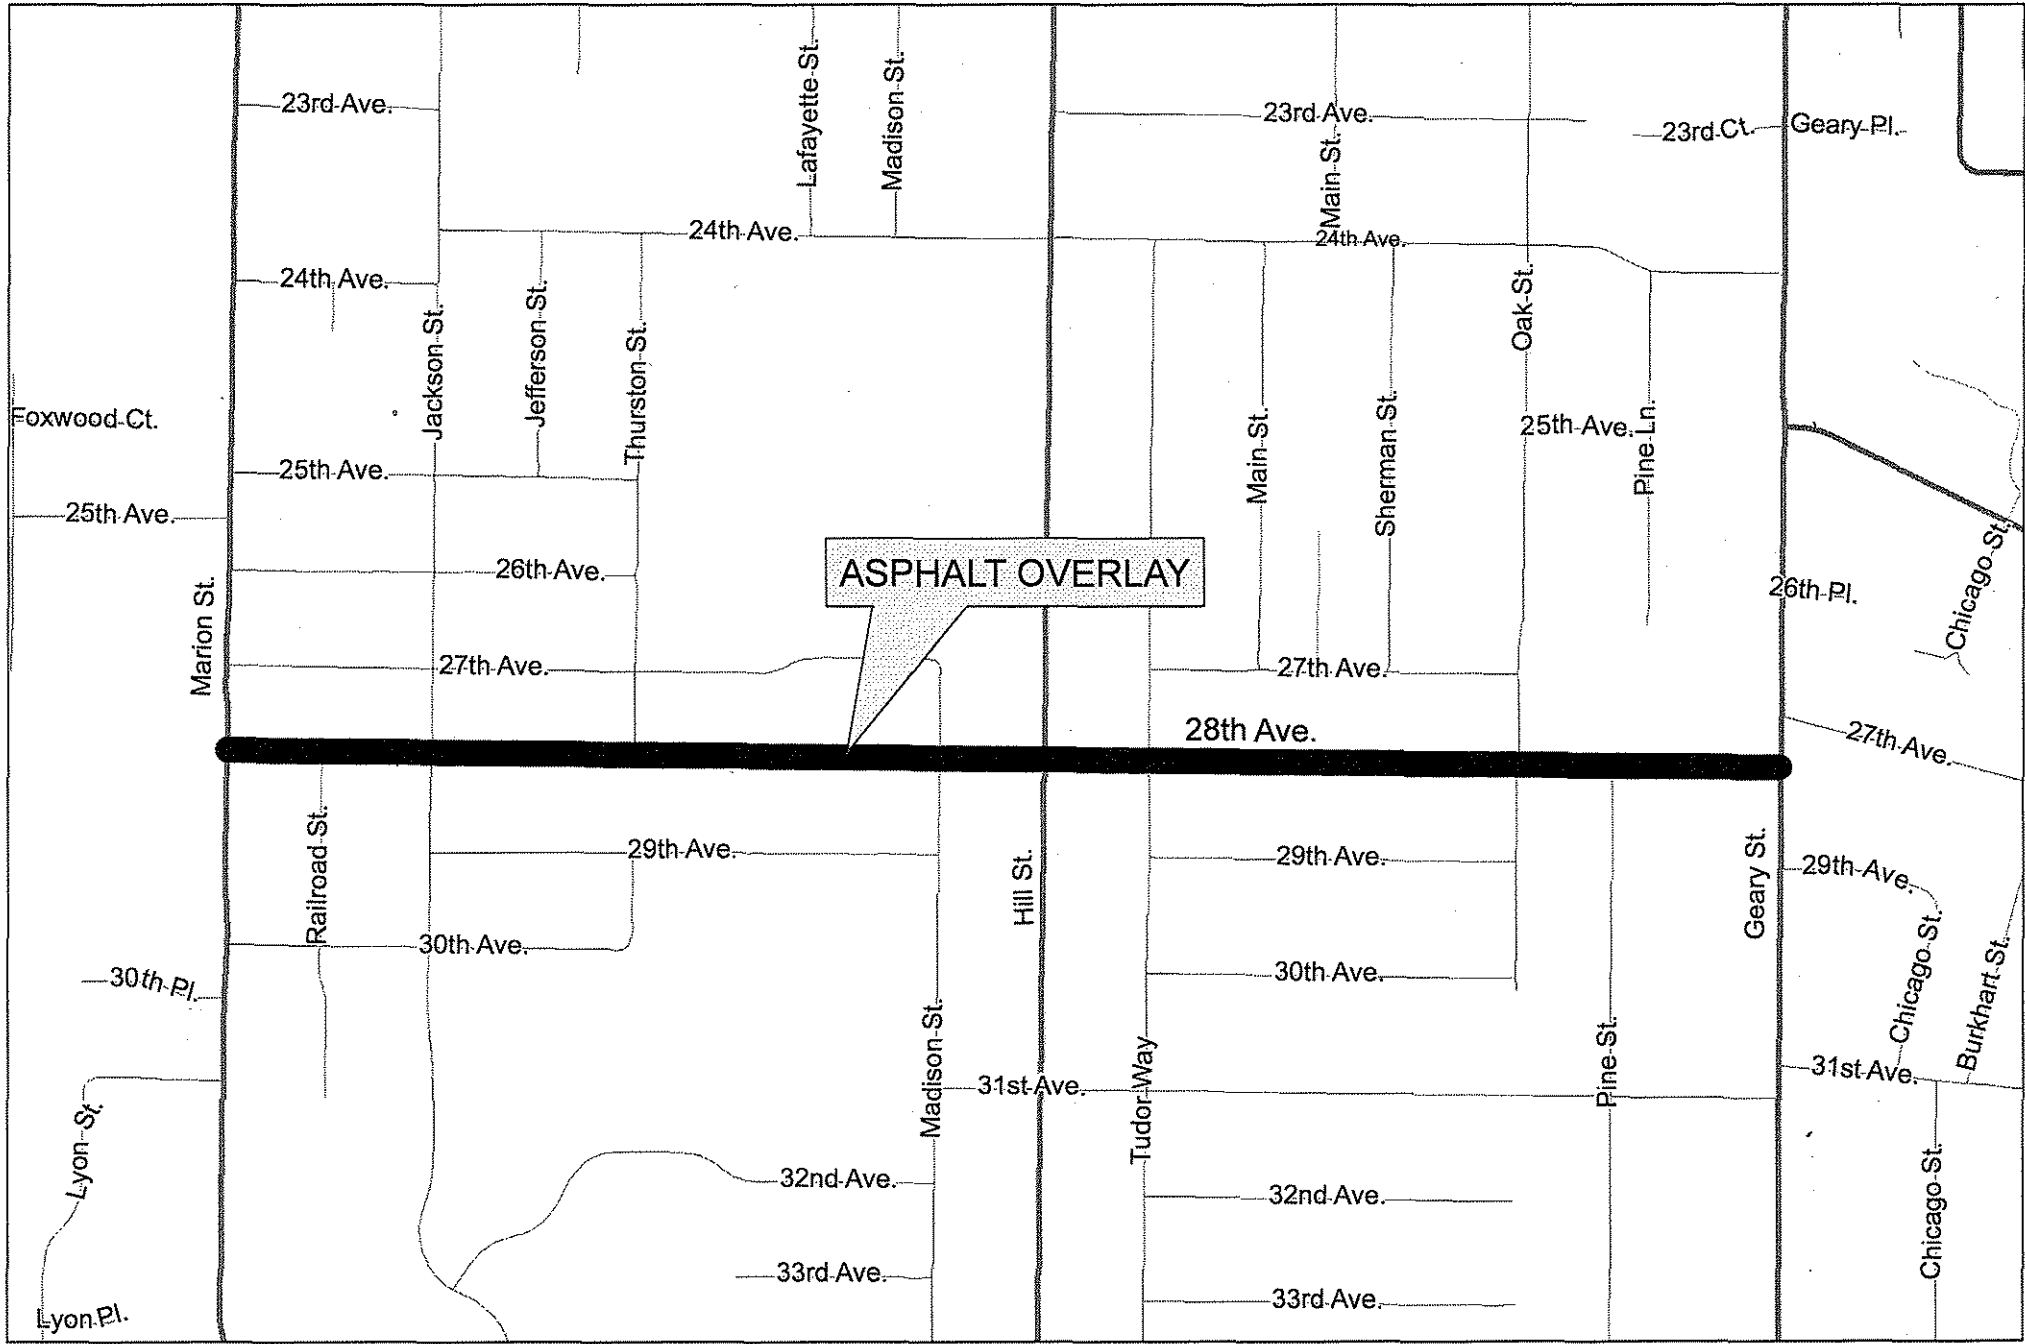 Lafayette St.
Madison St.
23rd Ave.
23rd Ave.
Main St.
23rd Ct.
Geary Pl.
24th Ave.
24th Ave.
24th Ave.
Jackson St.
Jefferson St.
Thurston St.
Oak St.
Foxwood Ct.
25th Ave.
25th Ave.
Main St.
Sherman St.
25th Ave.
Pine Ln.
26th Ave.
ASPHALT OVERLAY
26th Pl.
Chicago St.
Marion St.
27th Ave.
27th Ave.
28th Ave.
27th Ave.
Railroad St.
29th Ave.
Hill St.
29th Ave.
Geary St.
29th Ave.
30th Ave.
30th Pl.
30th Ave.
Chicago St.
Burkhart St.
Madison St.
31st Ave.
Tudor Way
Pine St.
31st Ave.
Lyon St.
32nd Ave.
32nd Ave.
Chicago St.
33rd Ave.
33rd Ave.
Lyon Pl.